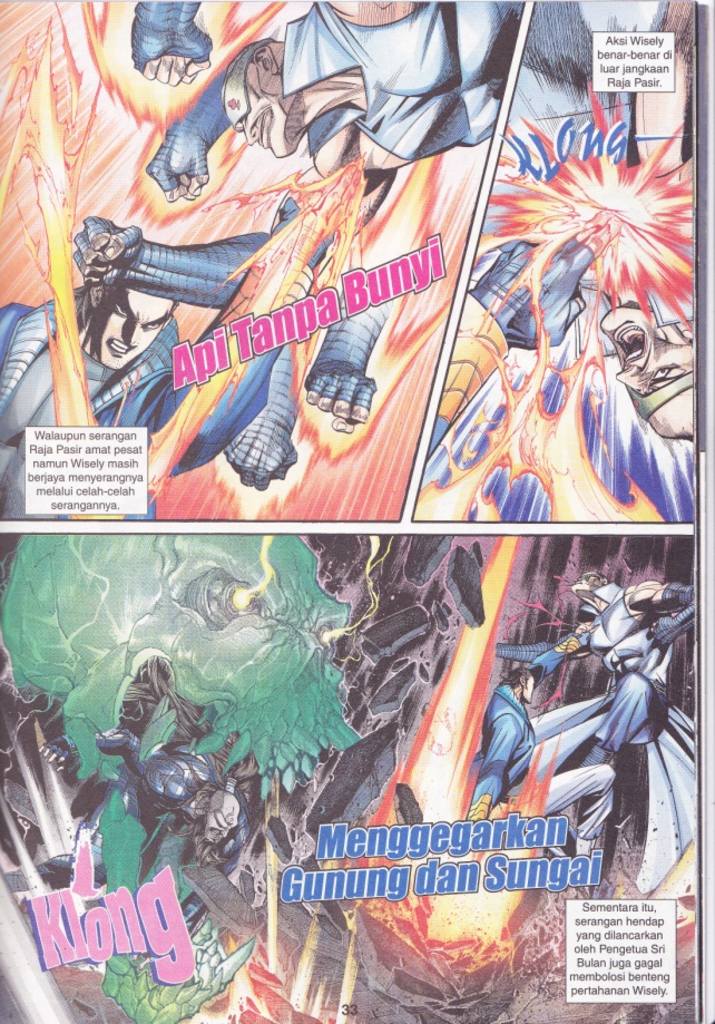 Aksi Wisely
benar-benar di
luar jangkaan
Raja Pasir.
KLONG
Api Tanpa Bunyi
Walaupun serangan
Raja Pasir amat pesat
namun Wisely masih
berjaya menyerangnya
melalui celah-celah
serangannya.
Menggegarkan
Gunung dan Sungai
Klong
Sementara itu,
serangan hendap
yang dilancarkan
oleh Pengetua Sri
Bulan juga gagal
membolosi benteng
pertahanan Wisely.
33